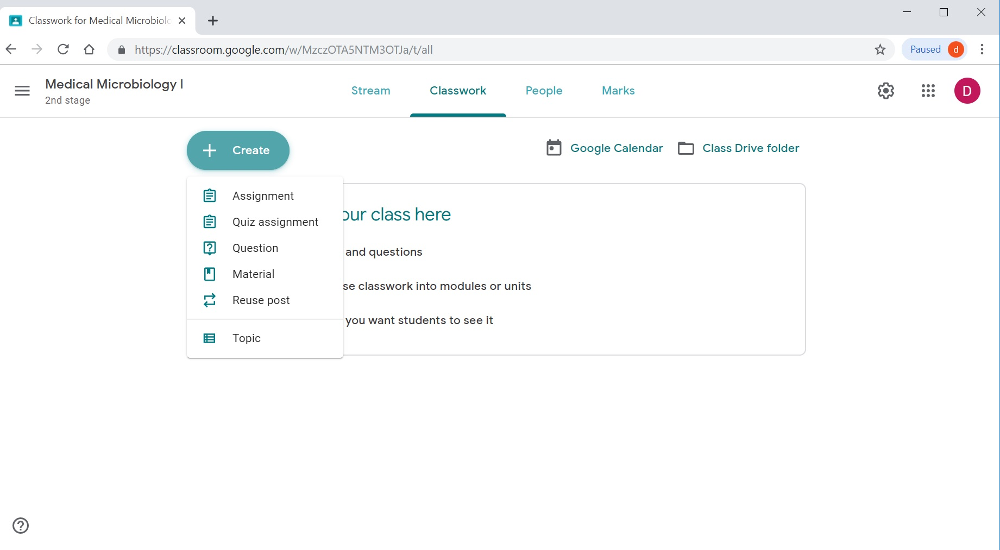 Classwork for Medical Microbiolo
https://classroom.google.com/w/MzczOTA5NTM3OTJa/t/all
Paused d
Medical Microbiology I
2nd stage
Stream Classwork People Marks
D
Create
Google Calendar Class Drive folder
Assignment
Quiz assignment
Question
Material
Reuse post
Topic
our class here
and questions
se classwork into modules or units
you want students to see it